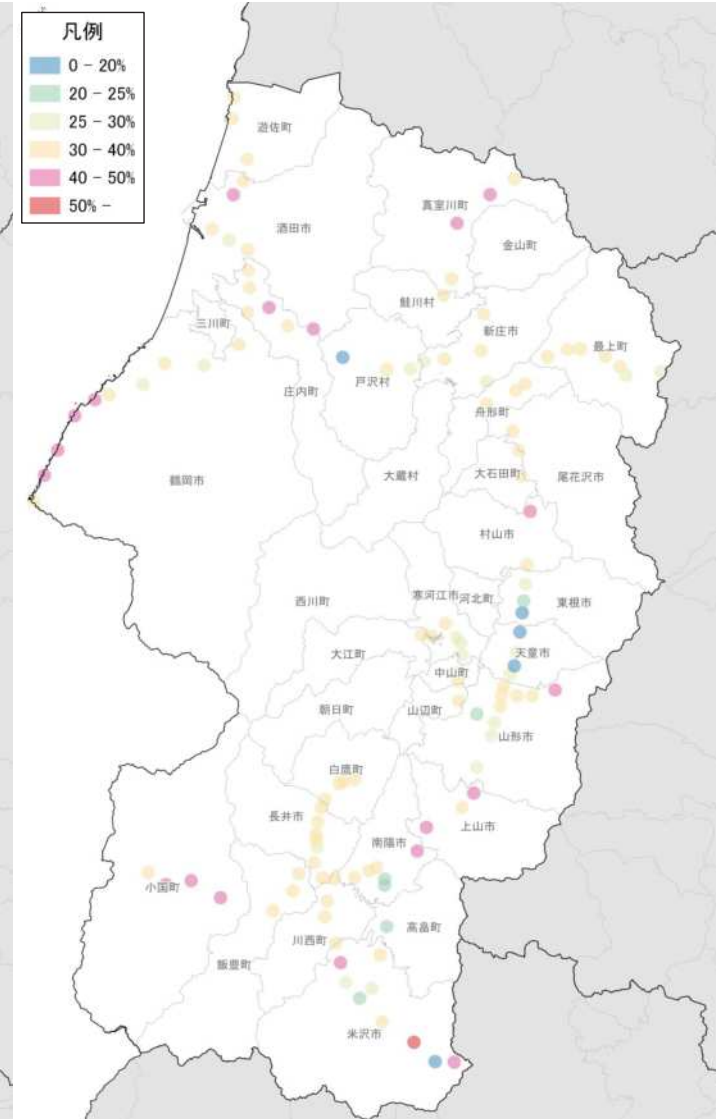 凡例
0 - 20%
20 - 25%
25 - 30%
30 - 40%
40 - 50%
50% -
遊佐町
真室川町
酒田市
金山町
鮭川村
三川町
新庄市
最上町
戸沢村
庄内町
舟形町
鶴岡市
大蔵村
大石田町
尾花沢市
村山市
西川町
寒河江市
河北町
東根市
大江町
天童市
中山町
朝日町
山辺町
山形市
白鷹町
長井市
南陽市
上山市
小国町
高畠町
川西町
飯豊町
米沢市